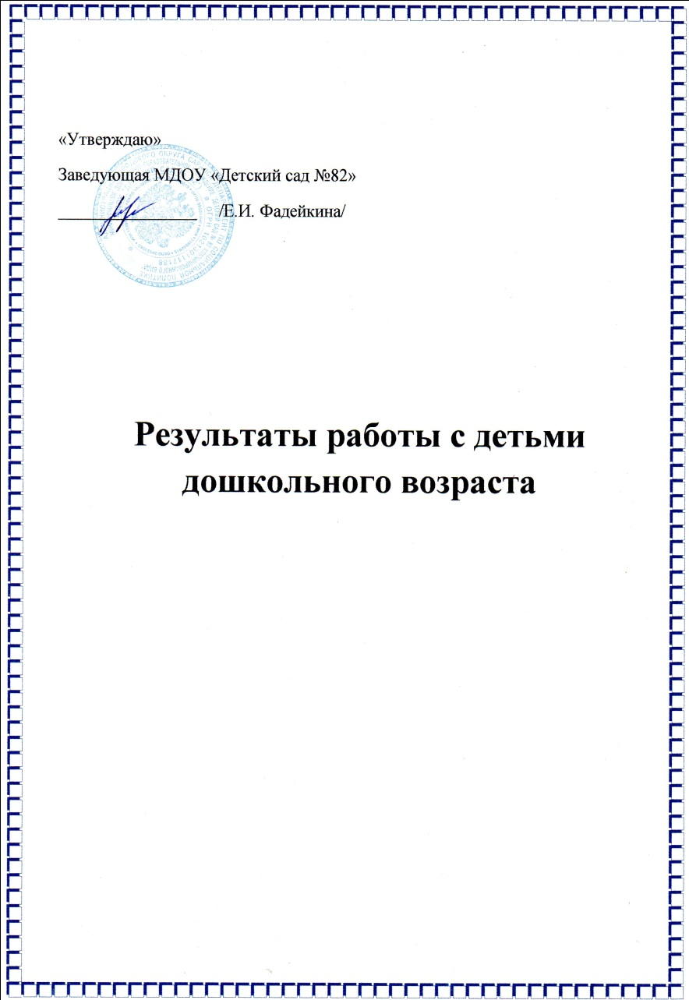 «Утверждаю»
Заведующая МДОУ «Детский сад №82»
/Е.И. Фадейкина/
Результаты работы с детьми
дошкольного возраста